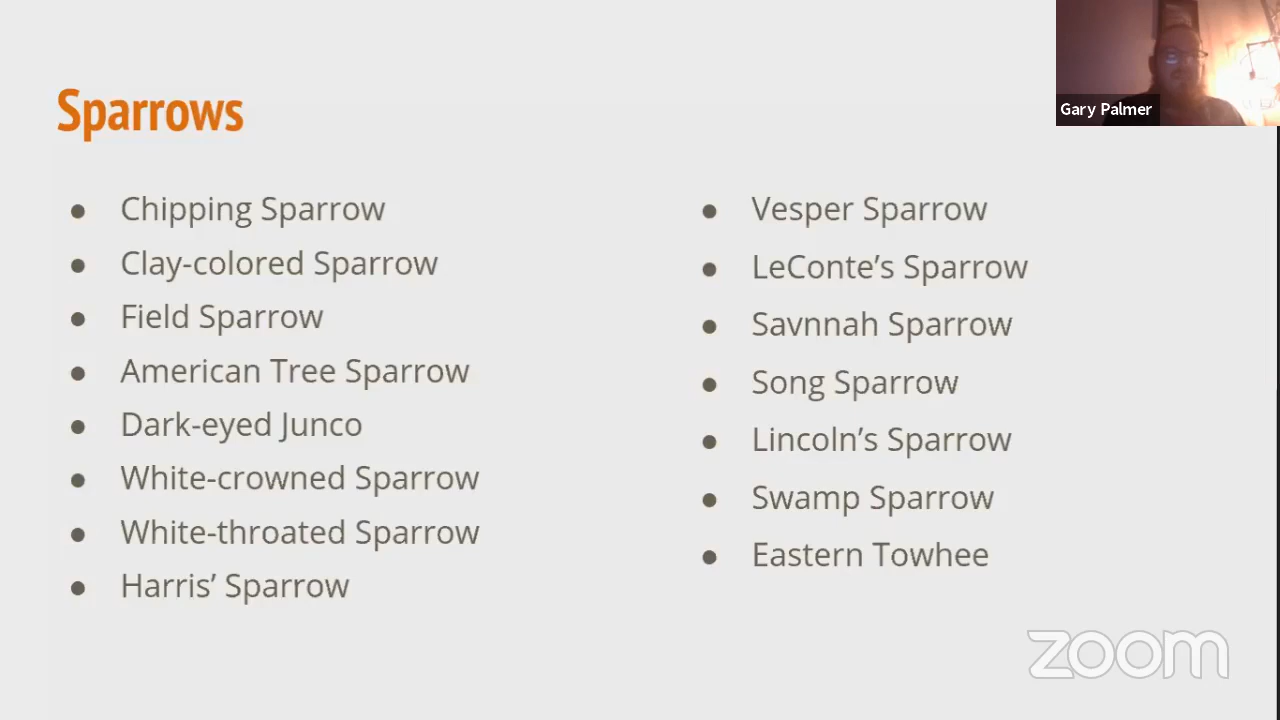 Sparrows
Chipping Sparrow
Clay-colored Sparrow
Field Sparrow
American Tree Sparrow
Dark-eyed Junco
White-crowned Sparrow
White-throated Sparrow
Harris’ Sparrow
Vesper Sparrow
LeConte’s Sparrow
Savnnah Sparrow
Song Sparrow
Lincoln’s Sparrow
Swamp Sparrow
Eastern Towhee
Gary Palmer
zoom